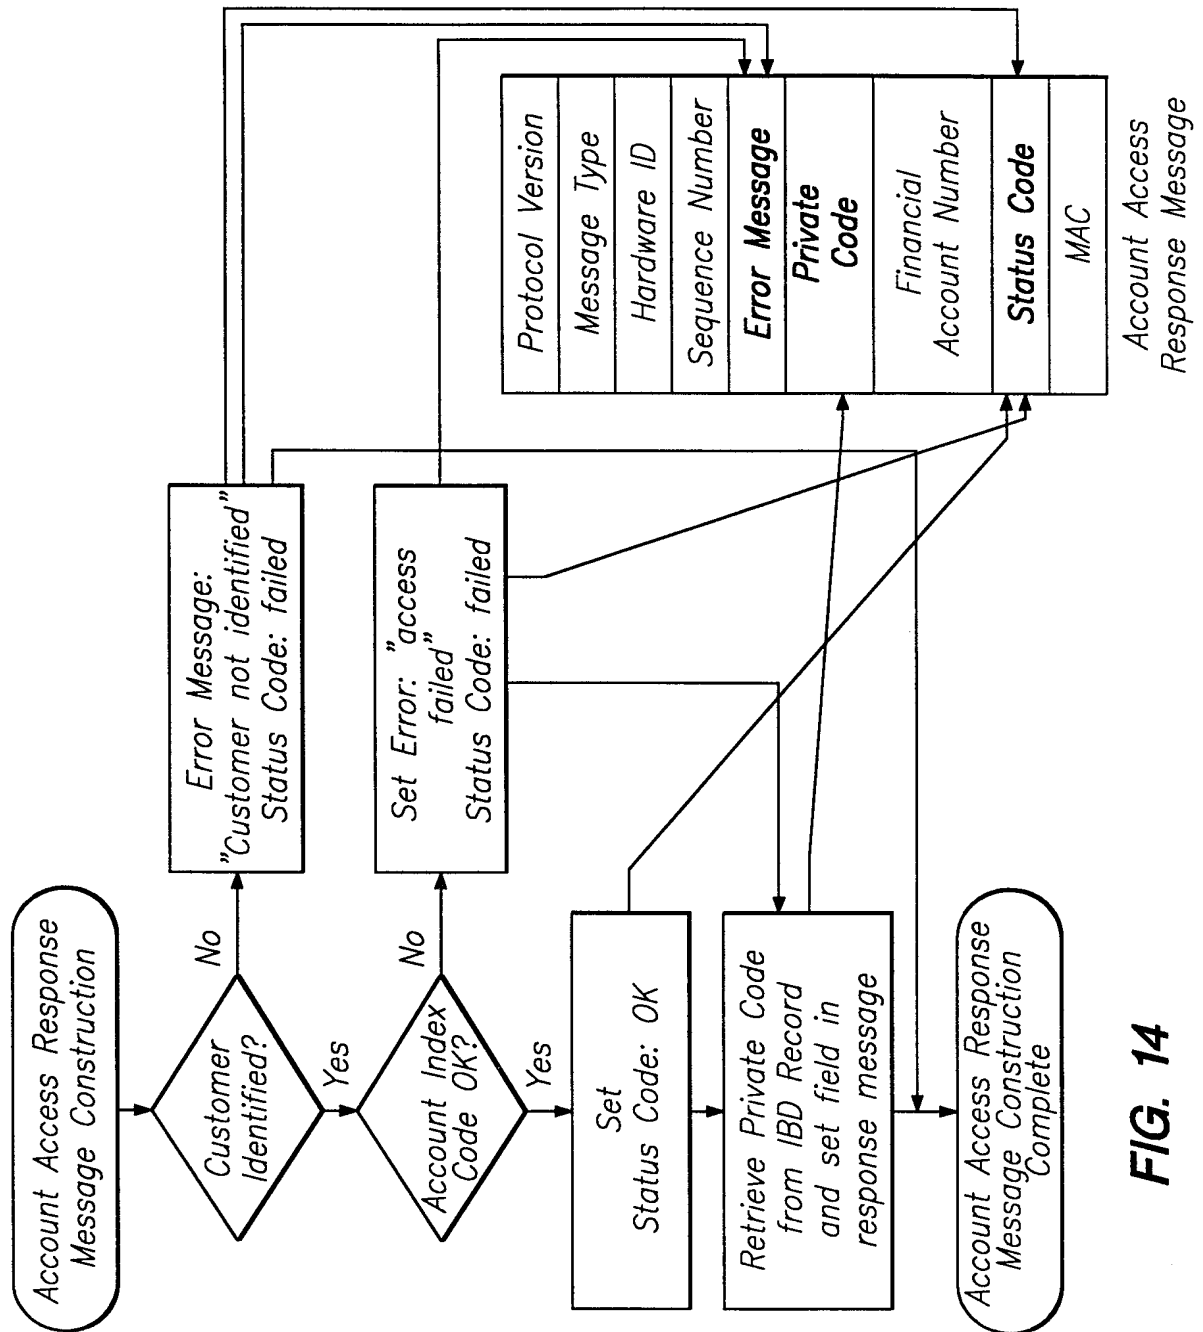 Account Access Response
Message Construction
Customer
Identified?
No
Yes
Error Message:
"Customer not identified"
Status Code: failed
Account Index
Code OK?
No
Yes
Set Error: "access
failed"
Status Code: failed
Set
Status Code: OK
Retrieve Private Code
from IBD Record
and set field in
response message
Account Access Response
Message Construction
Complete
Protocol Version
Message Type
Hardware ID
Sequence Number
Error Message
Private
Code
Financial
Account Number
Status Code
MAC
Account Access
Response Message
FIG. 14